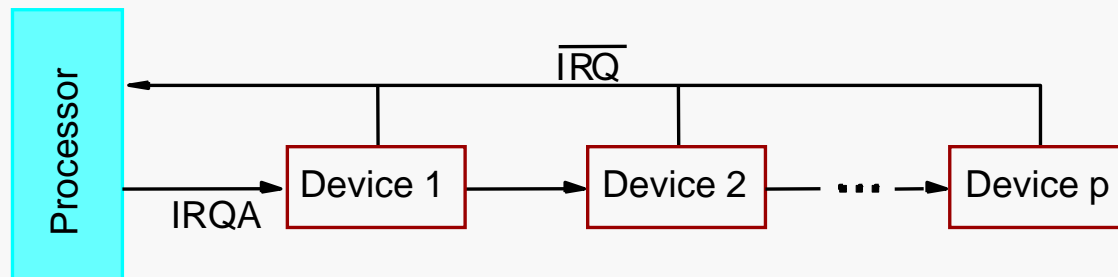 Processor
IRQ
IRQA
Device 1
Device 2
...
Device p